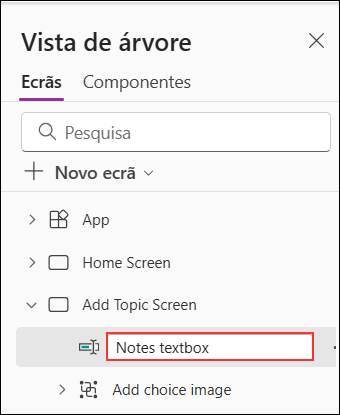 Vista de árvore
Ecrãs Componentes
Pesquisa
Novo ecrã
App
Home Screen
Add Topic Screen
Notes textbox
Add choice image